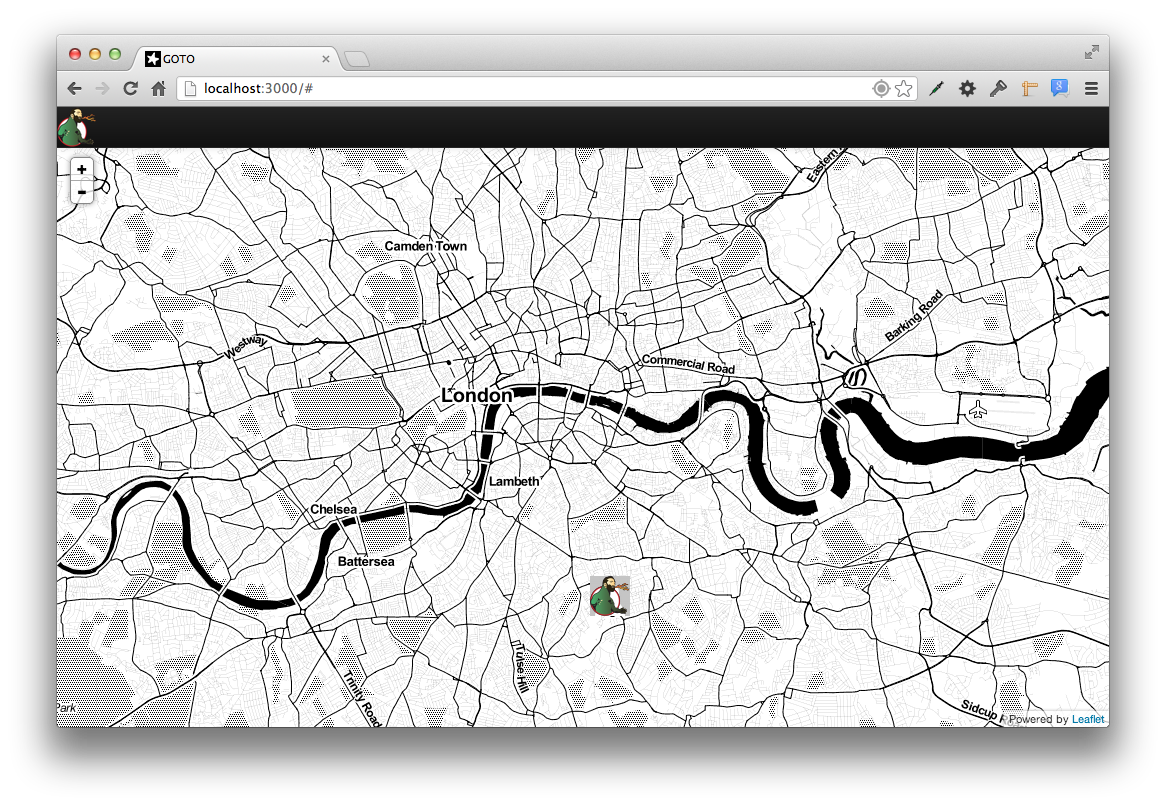 GOTO
localhost:3000/#
+
-
Eastern
Camden Town
Barking Road
Westway
Commercial Road
London
Lambeth
Chelsea
Battersea
Tulse Hill
Trinity Road
Park
Sidcup
Powered by Leaflet